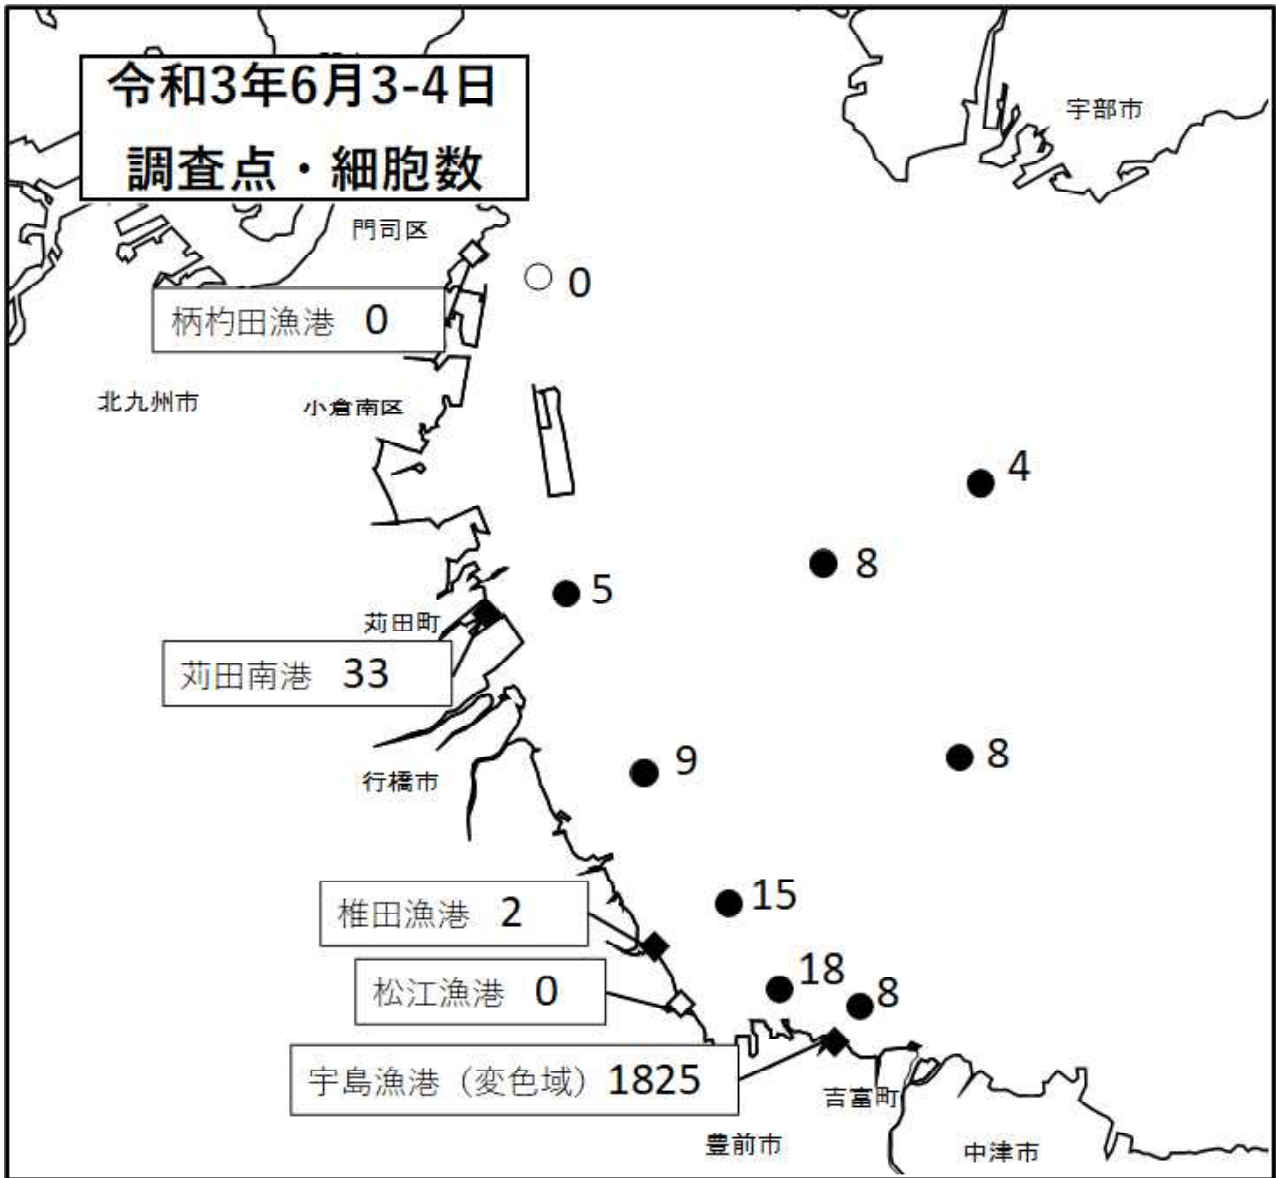 令和3年6月3-4日
調査点・細胞数
宇部市
門司区
0
柄杓田漁港 0
北九州市
小倉南区
4
8
5
苅田町
苅田南港 33
9
8
行橋市
15
椎田漁港 2
18
8
松江漁港 0
宇島漁港（変色域）1825
吉富町
豊前市
中津市